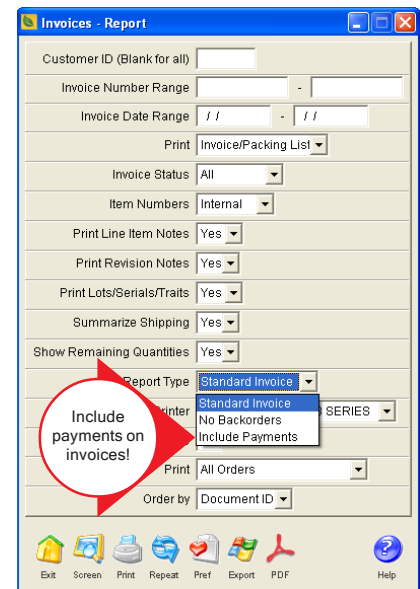 Invoices - Report
Customer ID (Blank for all)
Invoice Number Range -
Invoice Date Range / / - / /
Print Invoice/Packing List
Invoice Status All
Item Numbers Internal
Print Line Item Notes Yes
Print Revision Notes Yes
Print Lots/Serials/Traits Yes
Summarize Shipping Yes
Show Remaining Quantities Yes
Report Type Standard Invoice
Standard Invoice
Printer SERIES
No Backorders
Include Payments
Include
payments on
invoices!
Print All Orders
Order by Document ID
Exit Screen Print Repeat Pref Export PDF Help